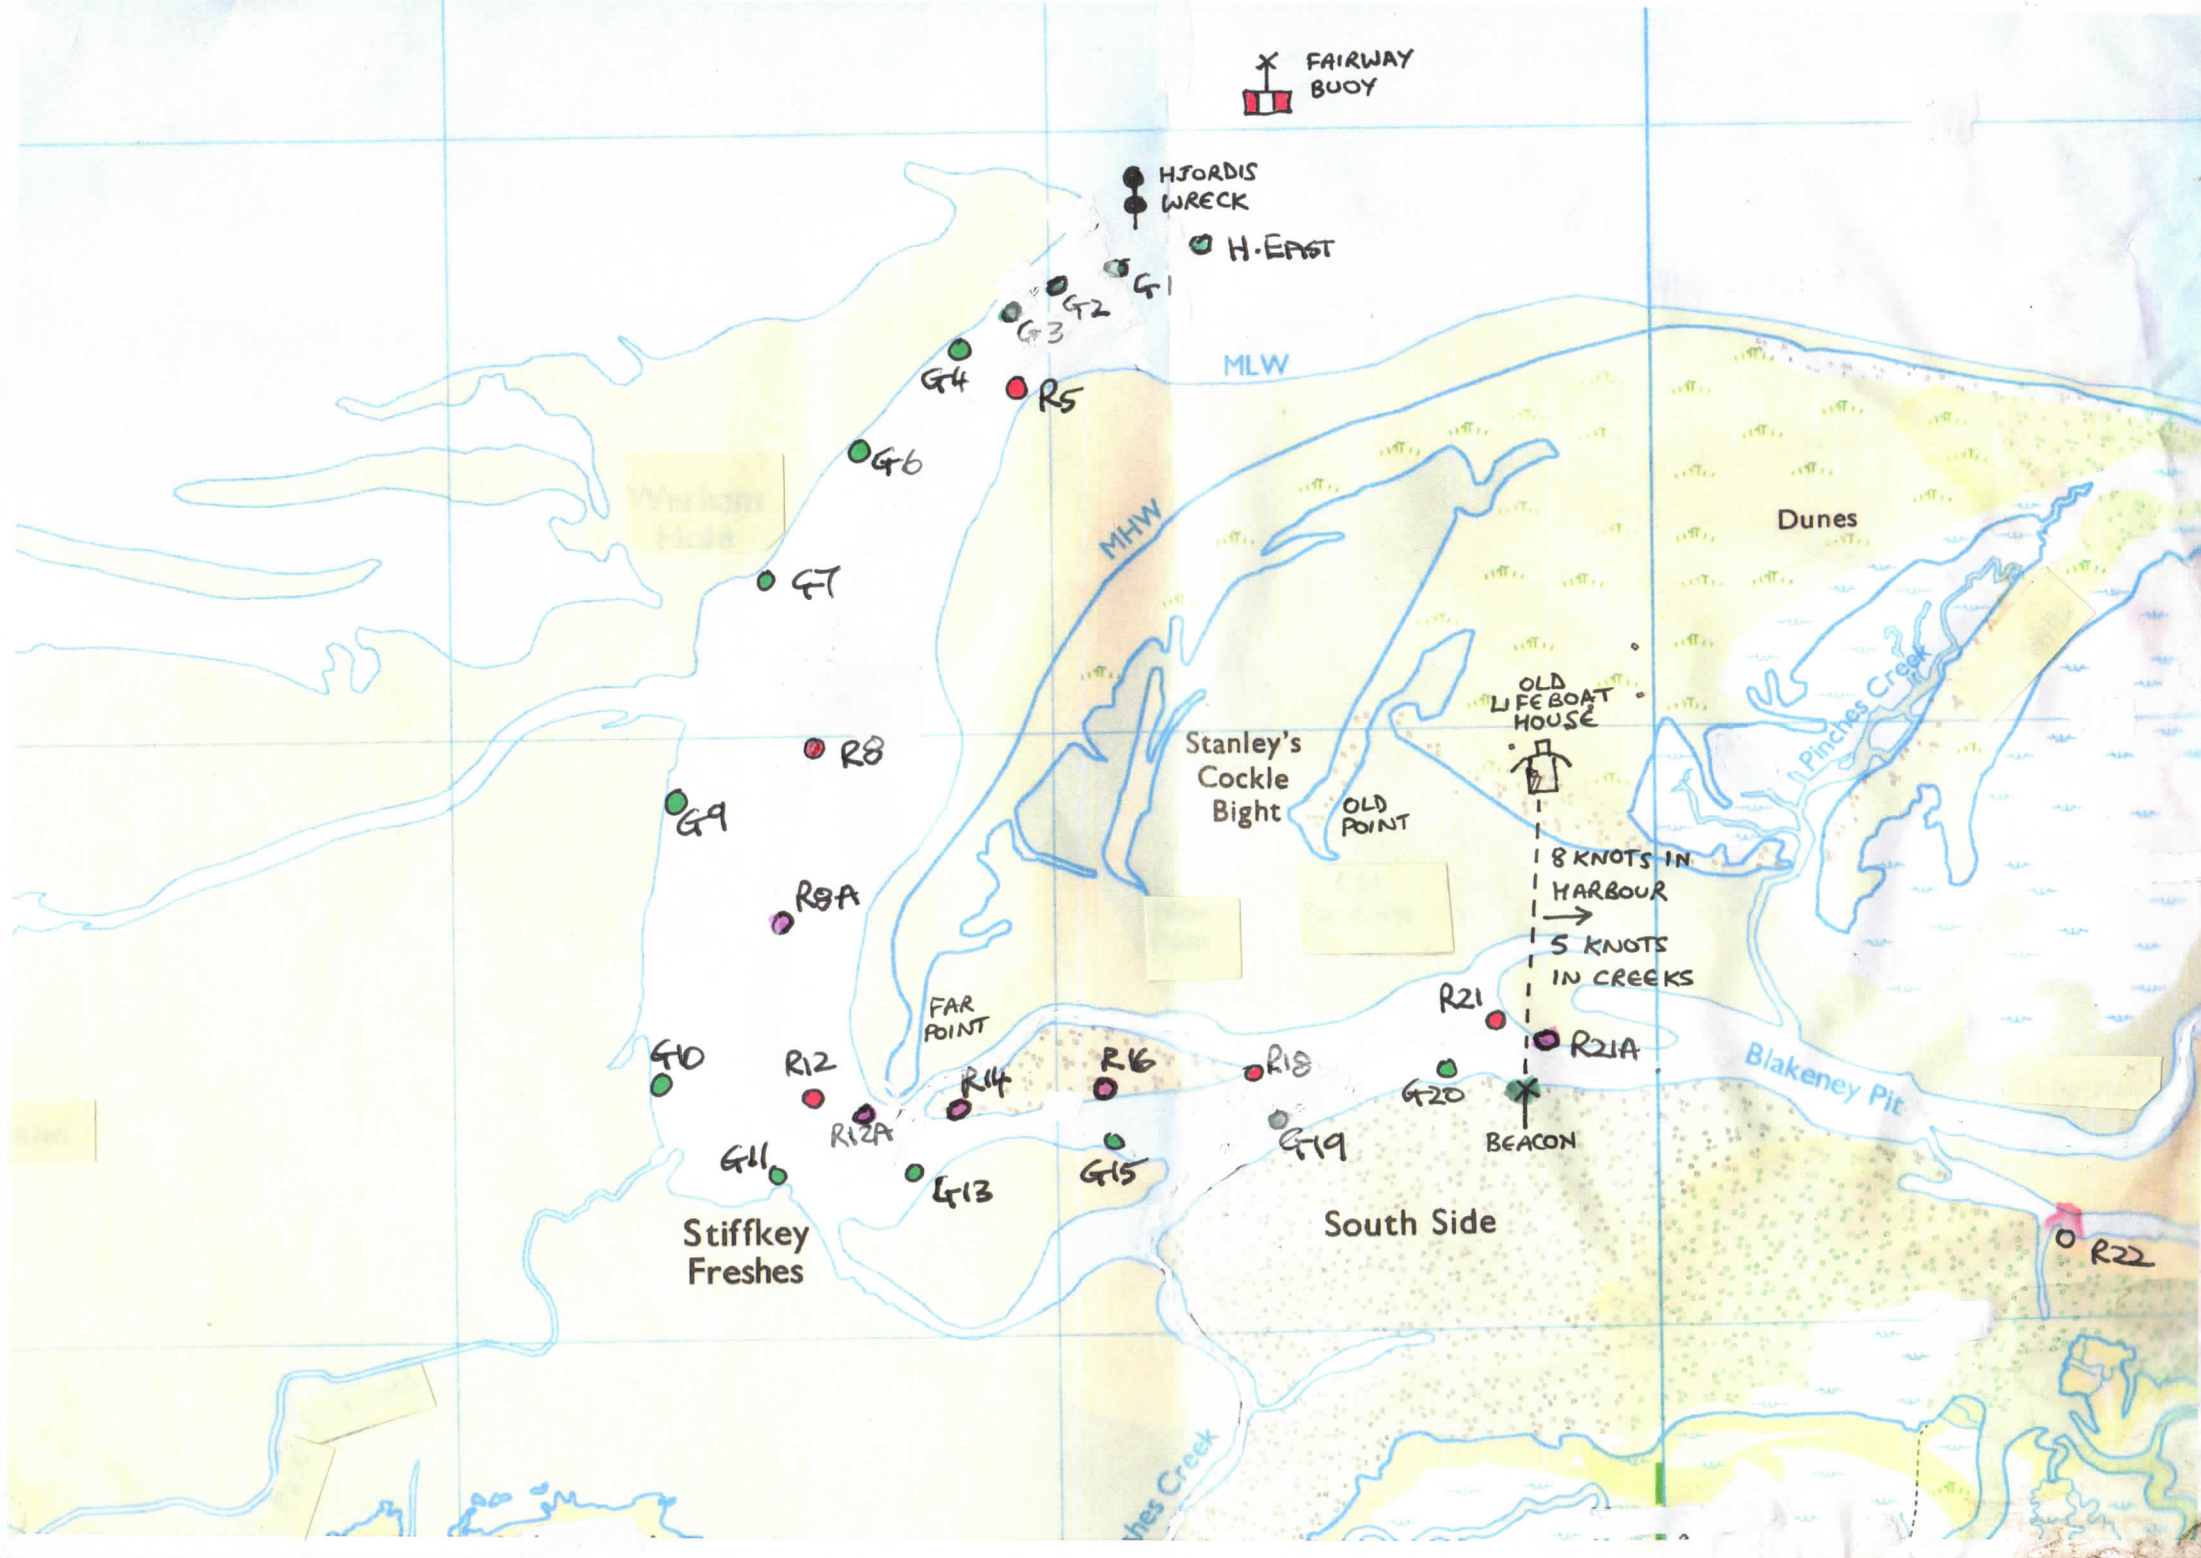 FAIRWAY
BUOY
HJORDIS
WRECK
H.EAST
G1
G2
G3
G4
R5
MLW
G6
MHW
Dunes
G7
Pinches Creek
OLD
LIFEBOAT
HOUSE
R8
Stanley's
Cockle
Bight
OLD
POINT
G9
8 KNOTS IN
HARBOUR
5 KNOTS
IN CREEKS
R8A
FAR
POINT
R21
R21A
G10
R12
R14
R16
R18
G20
Blakeney Pit
R12A
G19
BEACON
G11
G13
G15
Stiffkey
Freshes
South Side
R22
hes Creek